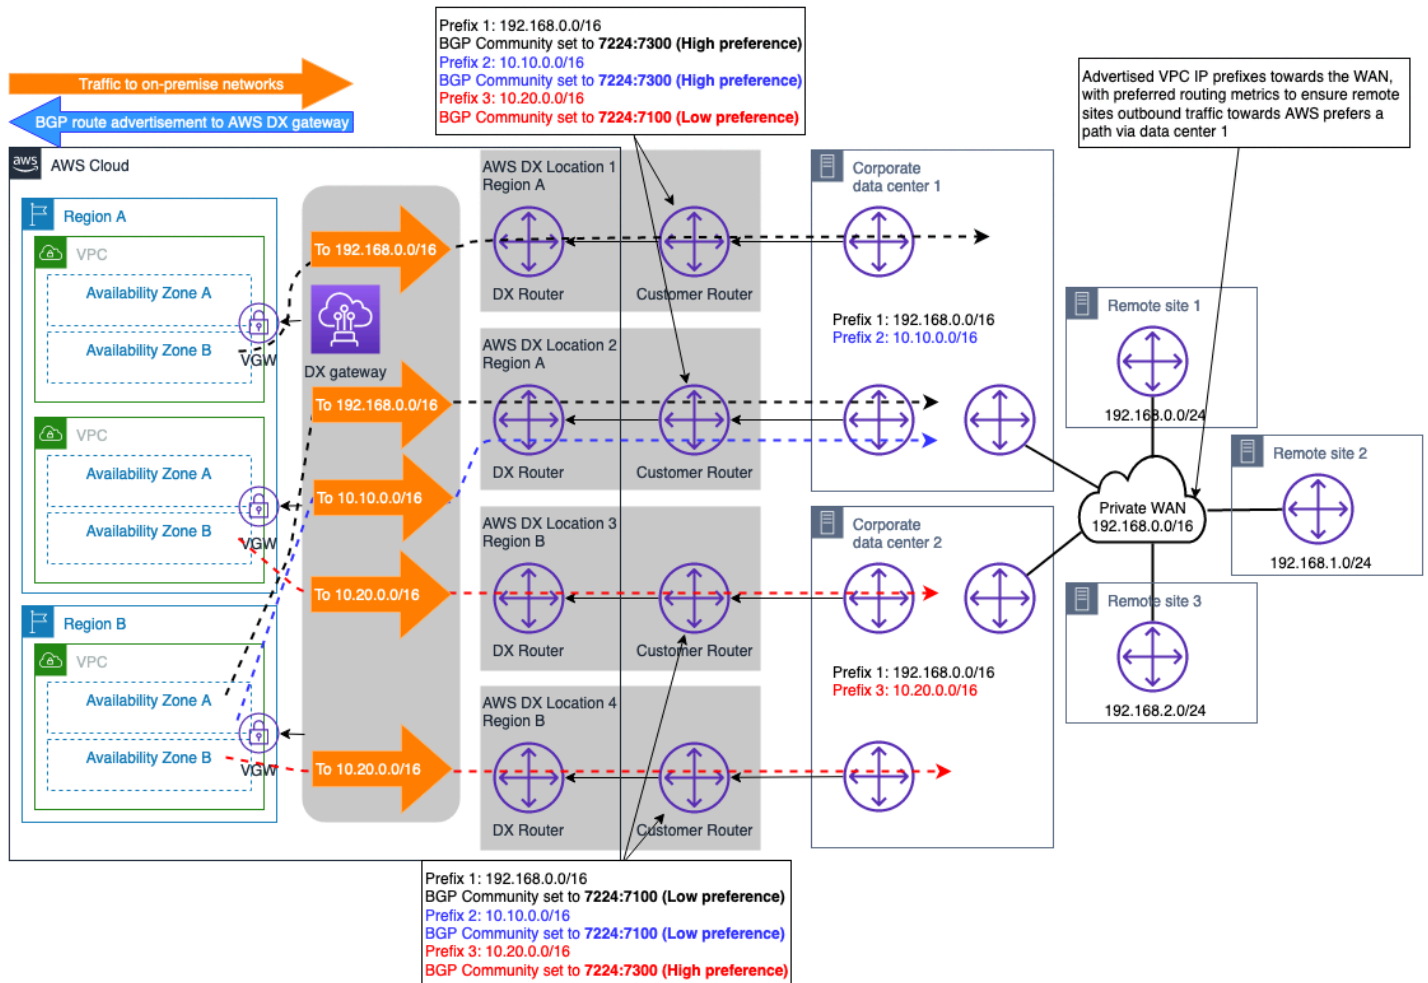 Prefix 1: 192.168.0.0/16
BGP Community set to 7224:7300 (High preference)
Prefix 2: 10.10.0.0/16
BGP Community set to 7224:7300 (High preference)
Prefix 3: 10.20.0.0/16
BGP Community set to 7224:7100 (Low preference)
Traffic to on-premise networks
BGP route advertisement to AWS DX gateway
Advertised VPC IP prefixes towards the WAN,
with preferred routing metrics to ensure remote
sites outbound traffic towards AWS prefers a
path via data center 1
aws
AWS Cloud
Region A
VPC
Availability Zone A
Availability Zone B
VGW
VPC
Availability Zone A
Availability Zone B
VGW
Region B
VPC
Availability Zone A
Availability Zone B
VGW
To 192.168.0.0/16
DX gateway
To 192.168.0.0/16
To 10.10.0.0/16
To 10.20.0.0/16
To 10.20.0.0/16
AWS DX Location 1
Region A
DX Router
Customer Router
AWS DX Location 2
Region A
DX Router
Customer Router
AWS DX Location 3
Region B
DX Router
Customer Router
AWS DX Location 4
Region B
DX Router
Customer Router
Corporate
data center 1
Prefix 1: 192.168.0.0/16
Prefix 2: 10.10.0.0/16
Corporate
data center 2
Prefix 1: 192.168.0.0/16
Prefix 3: 10.20.0.0/16
Remote site 1
192.168.0.0/24
Remote site 2
192.168.1.0/24
Private WAN
192.168.0.0/16
Remote site 3
192.168.2.0/24
Prefix 1: 192.168.0.0/16
BGP Community set to 7224:7100 (Low preference)
Prefix 2: 10.10.0.0/16
BGP Community set to 7224:7100 (Low preference)
Prefix 3: 10.20.0.0/16
BGP Community set to 7224:7300 (High preference)